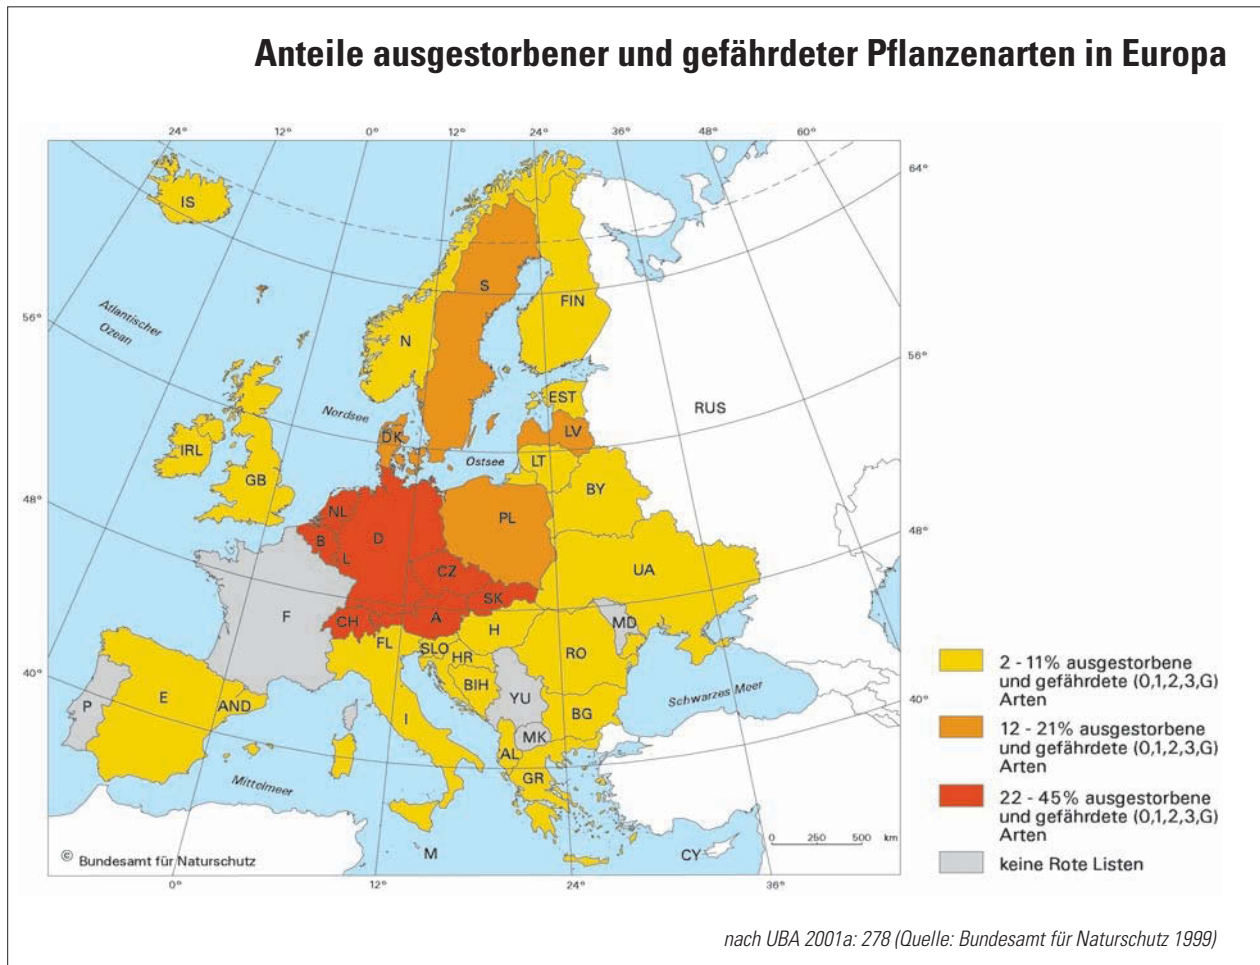 Anteile ausgestorbener und gefährdeter Pflanzenarten in Europa
24° 12° 0° 12° 24° 36° 48° 60°
64°
IS
S
FIN
Atlantischer
Ozean
56°
N
56°
EST
RUS
Nordsee
DK
LV
IRL
Ostsee
LT
GB
BY
48°
NL
PL
48°
B
D
L
CZ
UA
SK
F
CH
A
MD
H
FL
SLO
RO
HR
40°
BIH
E
YU
Schwarzes Meer
40°
P
AND
I
BG
MK
AL
Mittelmeer
GR
M
CY
0 250 500 km
© Bundesamt für Naturschutz
0° 12° 24° 36°
2 - 11% ausgestorbene
und gefährdete (0,1,2,3,G)
Arten
12 - 21% ausgestorbene
und gefährdete (0,1,2,3,G)
Arten
22 - 45% ausgestorbene
und gefährdete (0,1,2,3,G)
Arten
keine Rote Listen
nach UBA 2001a: 278 (Quelle: Bundesamt für Naturschutz 1999)